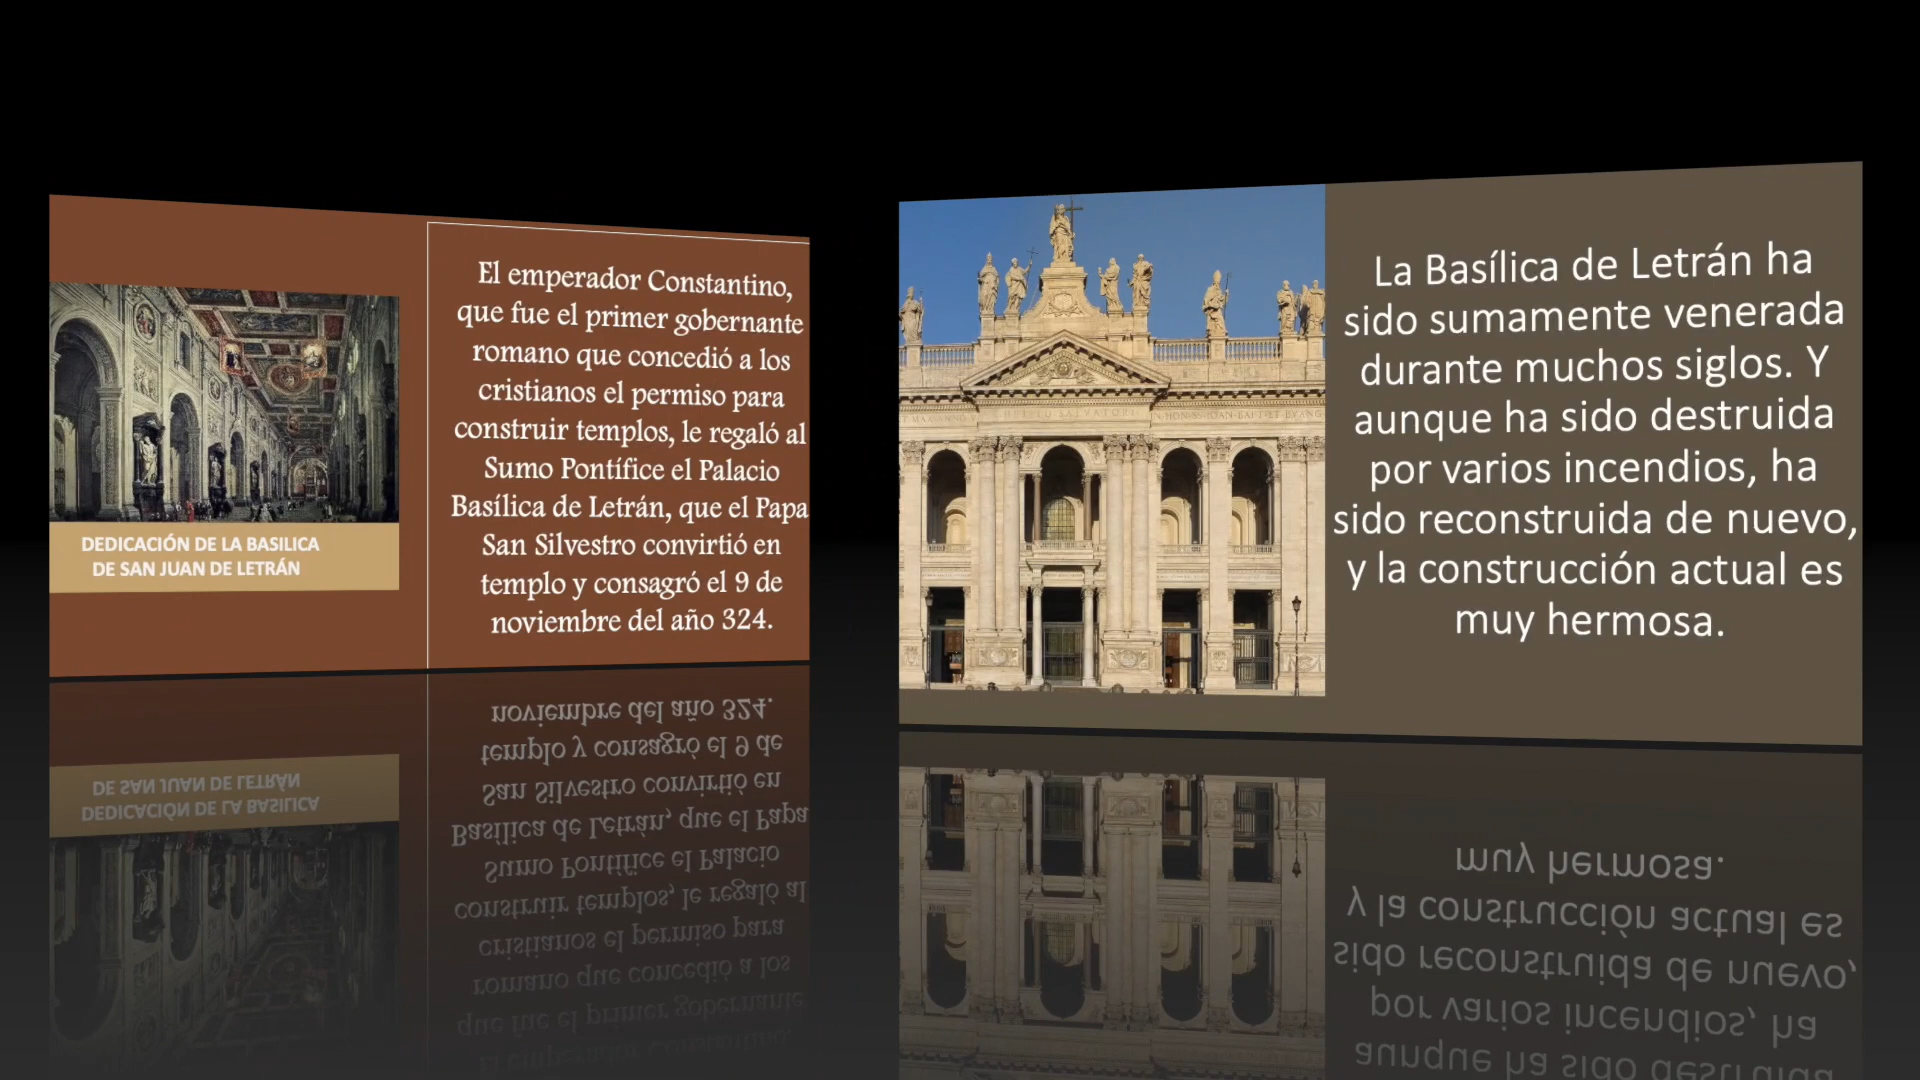 DEDICACIÓN DE LA BASILICA
DE SAN JUAN DE LETRÁN
El emperador Constantino,
que fue el primer gobernante
romano que concedió a los
cristianos el permiso para
construir templos, le regaló al
Sumo Pontífice el Palacio
Basílica de Letrán, que el Papa
San Silvestro convirtió en
templo y consagró el 9 de
noviembre del año 324.
La Basílica de Letrán ha
sido sumamente venerada
durante muchos siglos. Y
aunque ha sido destruida
por varios incendios, ha
sido reconstruida de nuevo,
y la construcción actual es
muy hermosa.